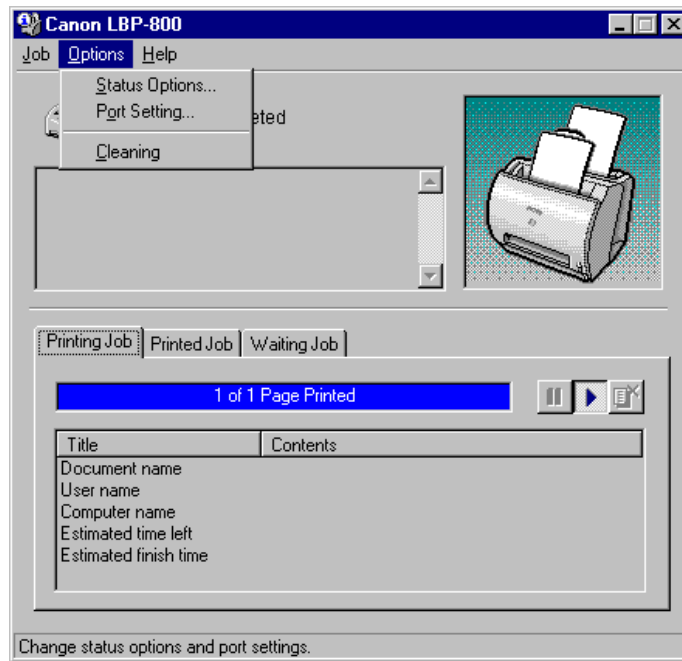 Canon LBP-800
Job Options Help
Status Options...
Port Setting...
eted
Cleaning
Printing Job Printed Job Waiting Job
1 of 1 Page Printed
Title Contents
Document name
User name
Computer name
Estimated time left
Estimated finish time
Change status options and port settings.